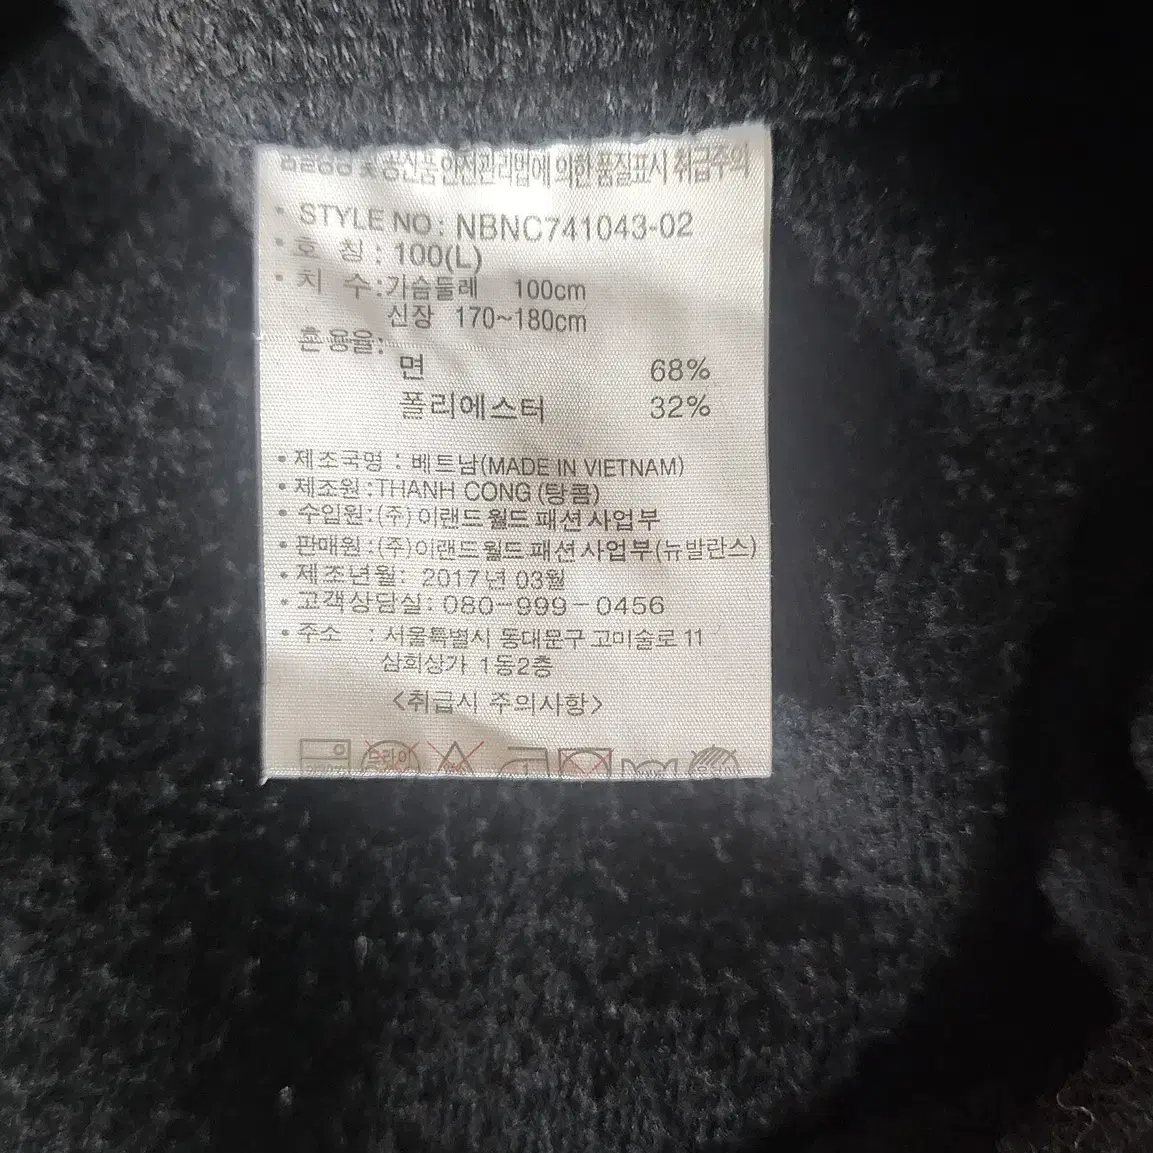 및 공산품 안전관리법에 의한 품질표시 취급주의
• STYLE NO : NBNC741043-02
• 호 칭 : 100(L)
• 치 수 : 가슴둘레 100cm
신장 170~180cm
혼용율:
면 68%
폴리에스터 32%
• 제조국명 : 베트남(MADE IN VIETNAM)
• 제조원 : THANH CONG (탕콤)
• 수입원 : (주)이랜드월드 패션사업부
• 판매원 : (주)이랜드월드 패션사업부(뉴발란스)
• 제조년월: 2017년 03월
• 고객상담실: 080-999-0456
• 주소 : 서울특별시 동대문구 고미술로 11
삼희상가 1동2층
<취급시 주의사항>
드라이